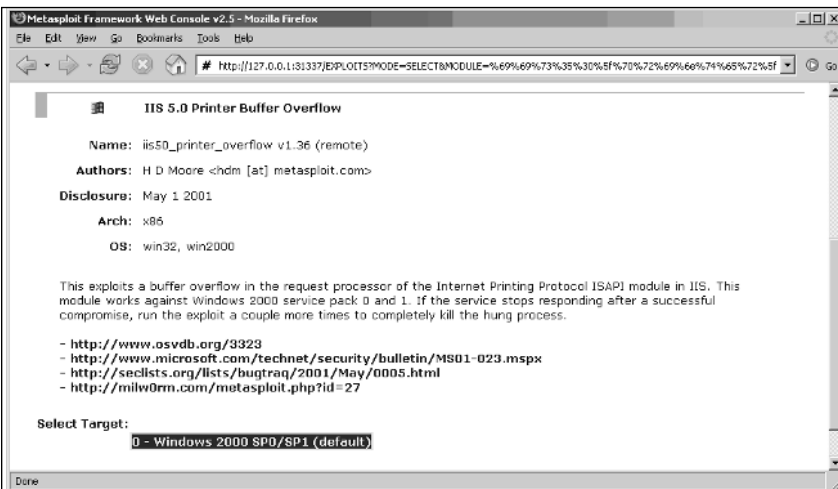 Metasploit Framework Web Console v2.5 - Mozilla Firefox
File Edit View Go Bookmarks Tools Help
http://127.0.0.1:31337/EXPLOITS?MODE=SELECT&MODULE=%69%69%73%35%30%5f%70%72%69%6e%74%65%72%5f Go
IIS 5.0 Printer Buffer Overflow
Name: iis50_printer_overflow v1.36 (remote)
Authors: H D Moore <hdm [at] metasploit.com>
Disclosure: May 1 2001
Arch: x86
OS: win32, win2000
This exploits a buffer overflow in the request processor of the Internet Printing Protocol ISAPI module in IIS. This
module works against Windows 2000 service pack 0 and 1. If the service stops responding after a successful
compromise, run the exploit a couple more times to completely kill the hung process.
- http://www.osvdb.org/3323
- http://www.microsoft.com/technet/security/bulletin/MS01-023.mspx
- http://seclists.org/lists/bugtraq/2001/May/0005.html
- http://milw0rm.com/metasploit.php?id=27
Select Target:
0 - Windows 2000 SP0/SP1 (default)
Done